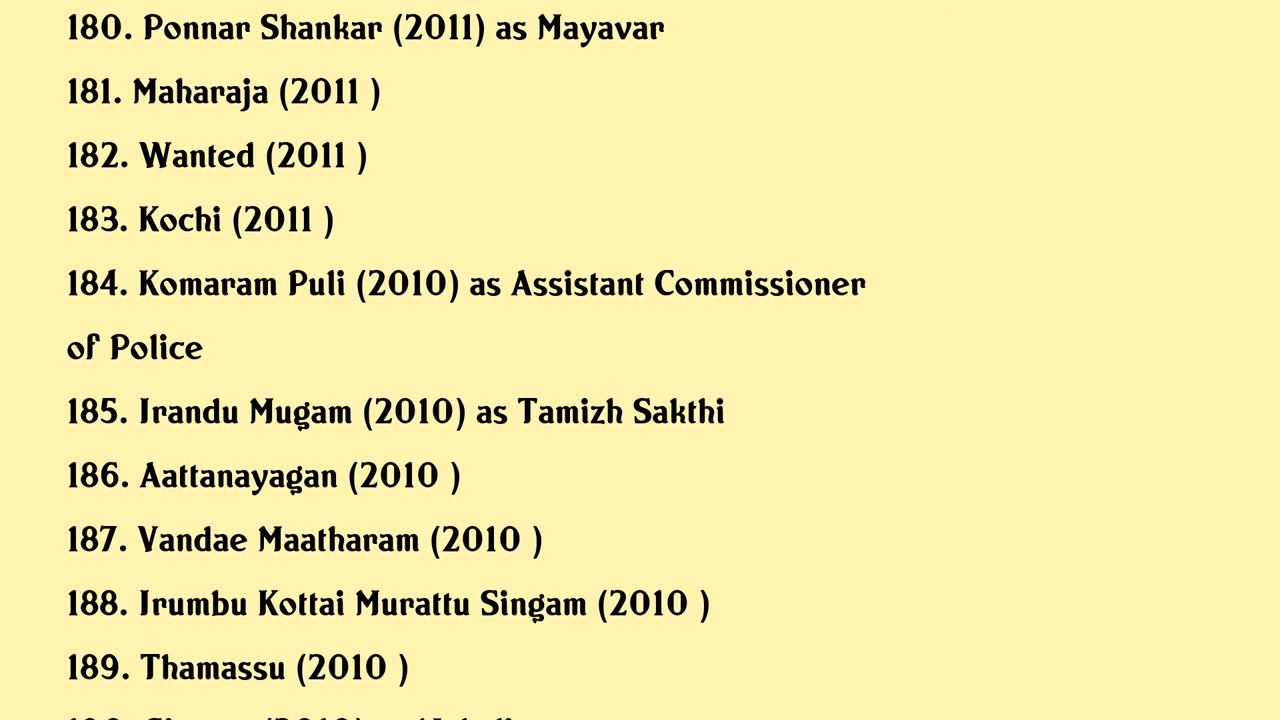 180. Ponnar Shankar (2011) as Mayavar
181. Maharaja (2011 )
182. Wanted (2011 )
183. Kochi (2011 )
184. Komaram Puli (2010) as Assistant Commissioner
of Police
185. Irandu Mugam (2010) as Tamizh Sakthi
186. Aattanayagan (2010 )
187. Vandae Maatharam (2010 )
188. Irumbu Kottai Murattu Singam (2010 )
189. Thamassu (2010 )